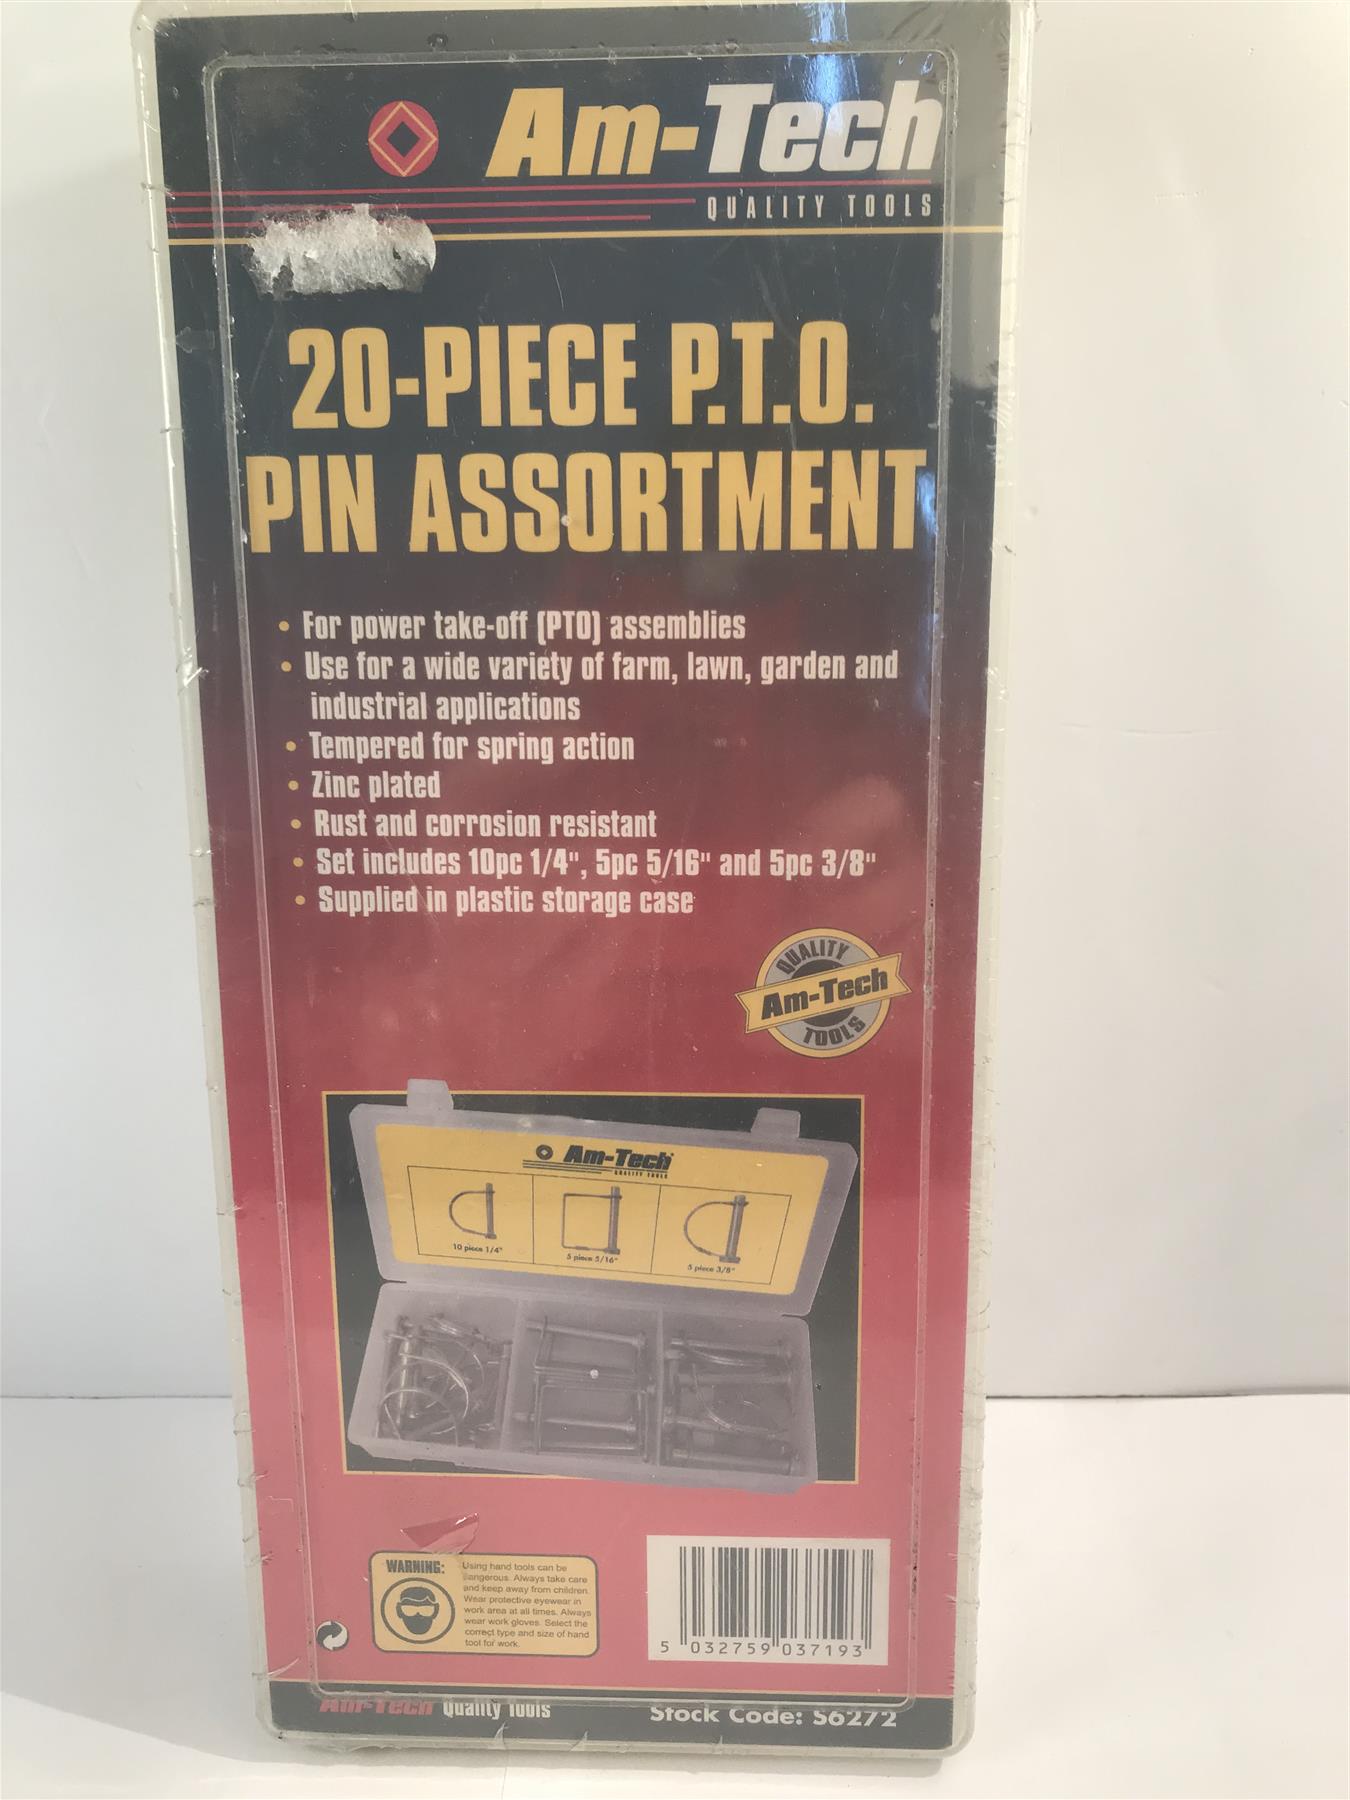 Am-Tech
QUALITY TOOLS
20-PIECE P.T.O.
PIN ASSORTMENT
• For power take-off (PTO) assemblies
• Use for a wide variety of farm, lawn, garden and
industrial applications
• Tempered for spring action
• Zinc plated
• Rust and corrosion resistant
• Set includes 10pc 1/4", 5pc 5/16" and 5pc 3/8"
• Supplied in plastic storage case
QUALITY
Am-Tech
TOOLS
Am-Tech
QUALITY TOOLS
10 piece 1/4"
5 piece 5/16"
5 piece 3/8"
WARNING:
Using hand tools can be
dangerous. Always take care
and keep away from children.
Wear protective eyewear in
work area at all times. Always
wear work gloves. Select the
correct type and size of hand
tool for work.
5 032759 037193
Am-Tech Quality Tools
Stock Code: S6272